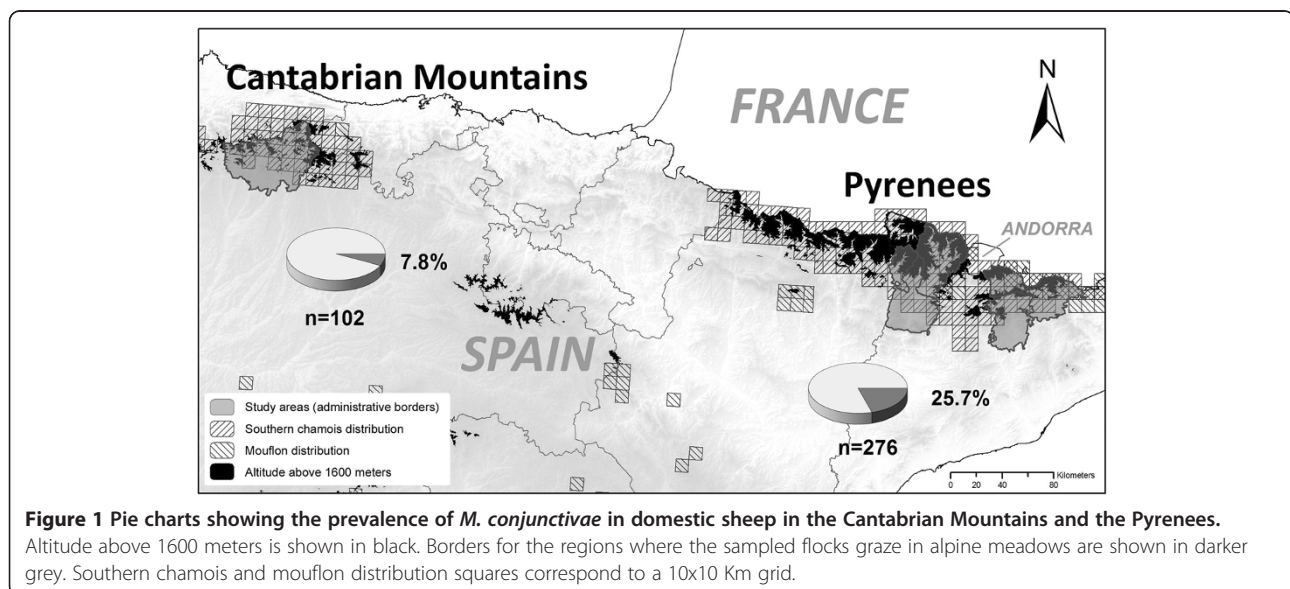 Cantabrian Mountains
FRANCE
N
Pyrenees
ANDORRA
7.8%
n=102
SPAIN
25.7%
n=276
Study areas (administrative borders)
Southern chamois distribution
Mouflon distribution
Altitude above 1600 meters
Kilometers
0 20 40 80
Figure 1 Pie charts showing the prevalence of M. conjunctivae in domestic sheep in the Cantabrian Mountains and the Pyrenees.
Altitude above 1600 meters is shown in black. Borders for the regions where the sampled flocks graze in alpine meadows are shown in darker
grey. Southern chamois and mouflon distribution squares correspond to a 10x10 Km grid.